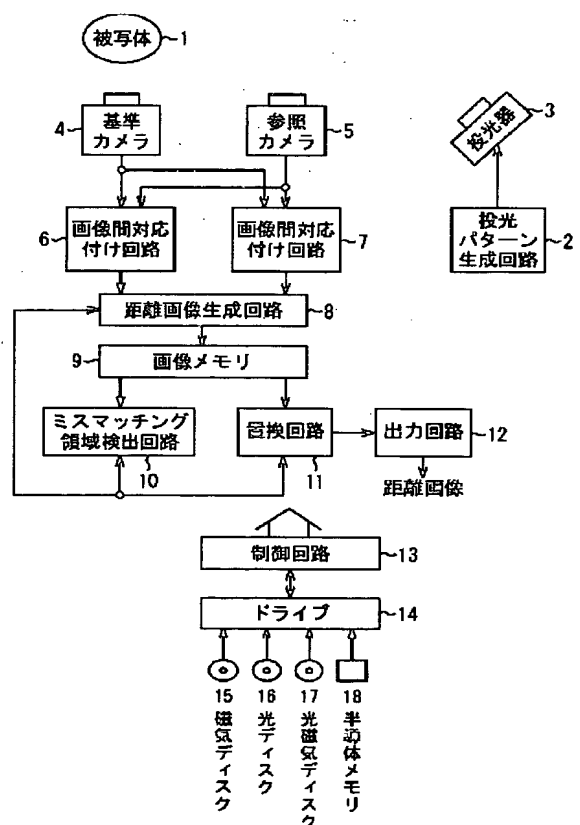 被写体
1
4
基準
カメラ
参照
カメラ
5
投光器
3
6
画像間対応
付け回路
画像間対応
付け回路
7
投光
パターン
生成回路
2
距離画像生成回路
8
9
画像メモリ
ミスマッチング
領域検出回路
10
置換回路
11
出力回路
12
距離画像
制御回路
13
ドライブ
14
15
磁気ディスク
16
光ディスク
17
光磁気ディスク
18
半導体メモリ